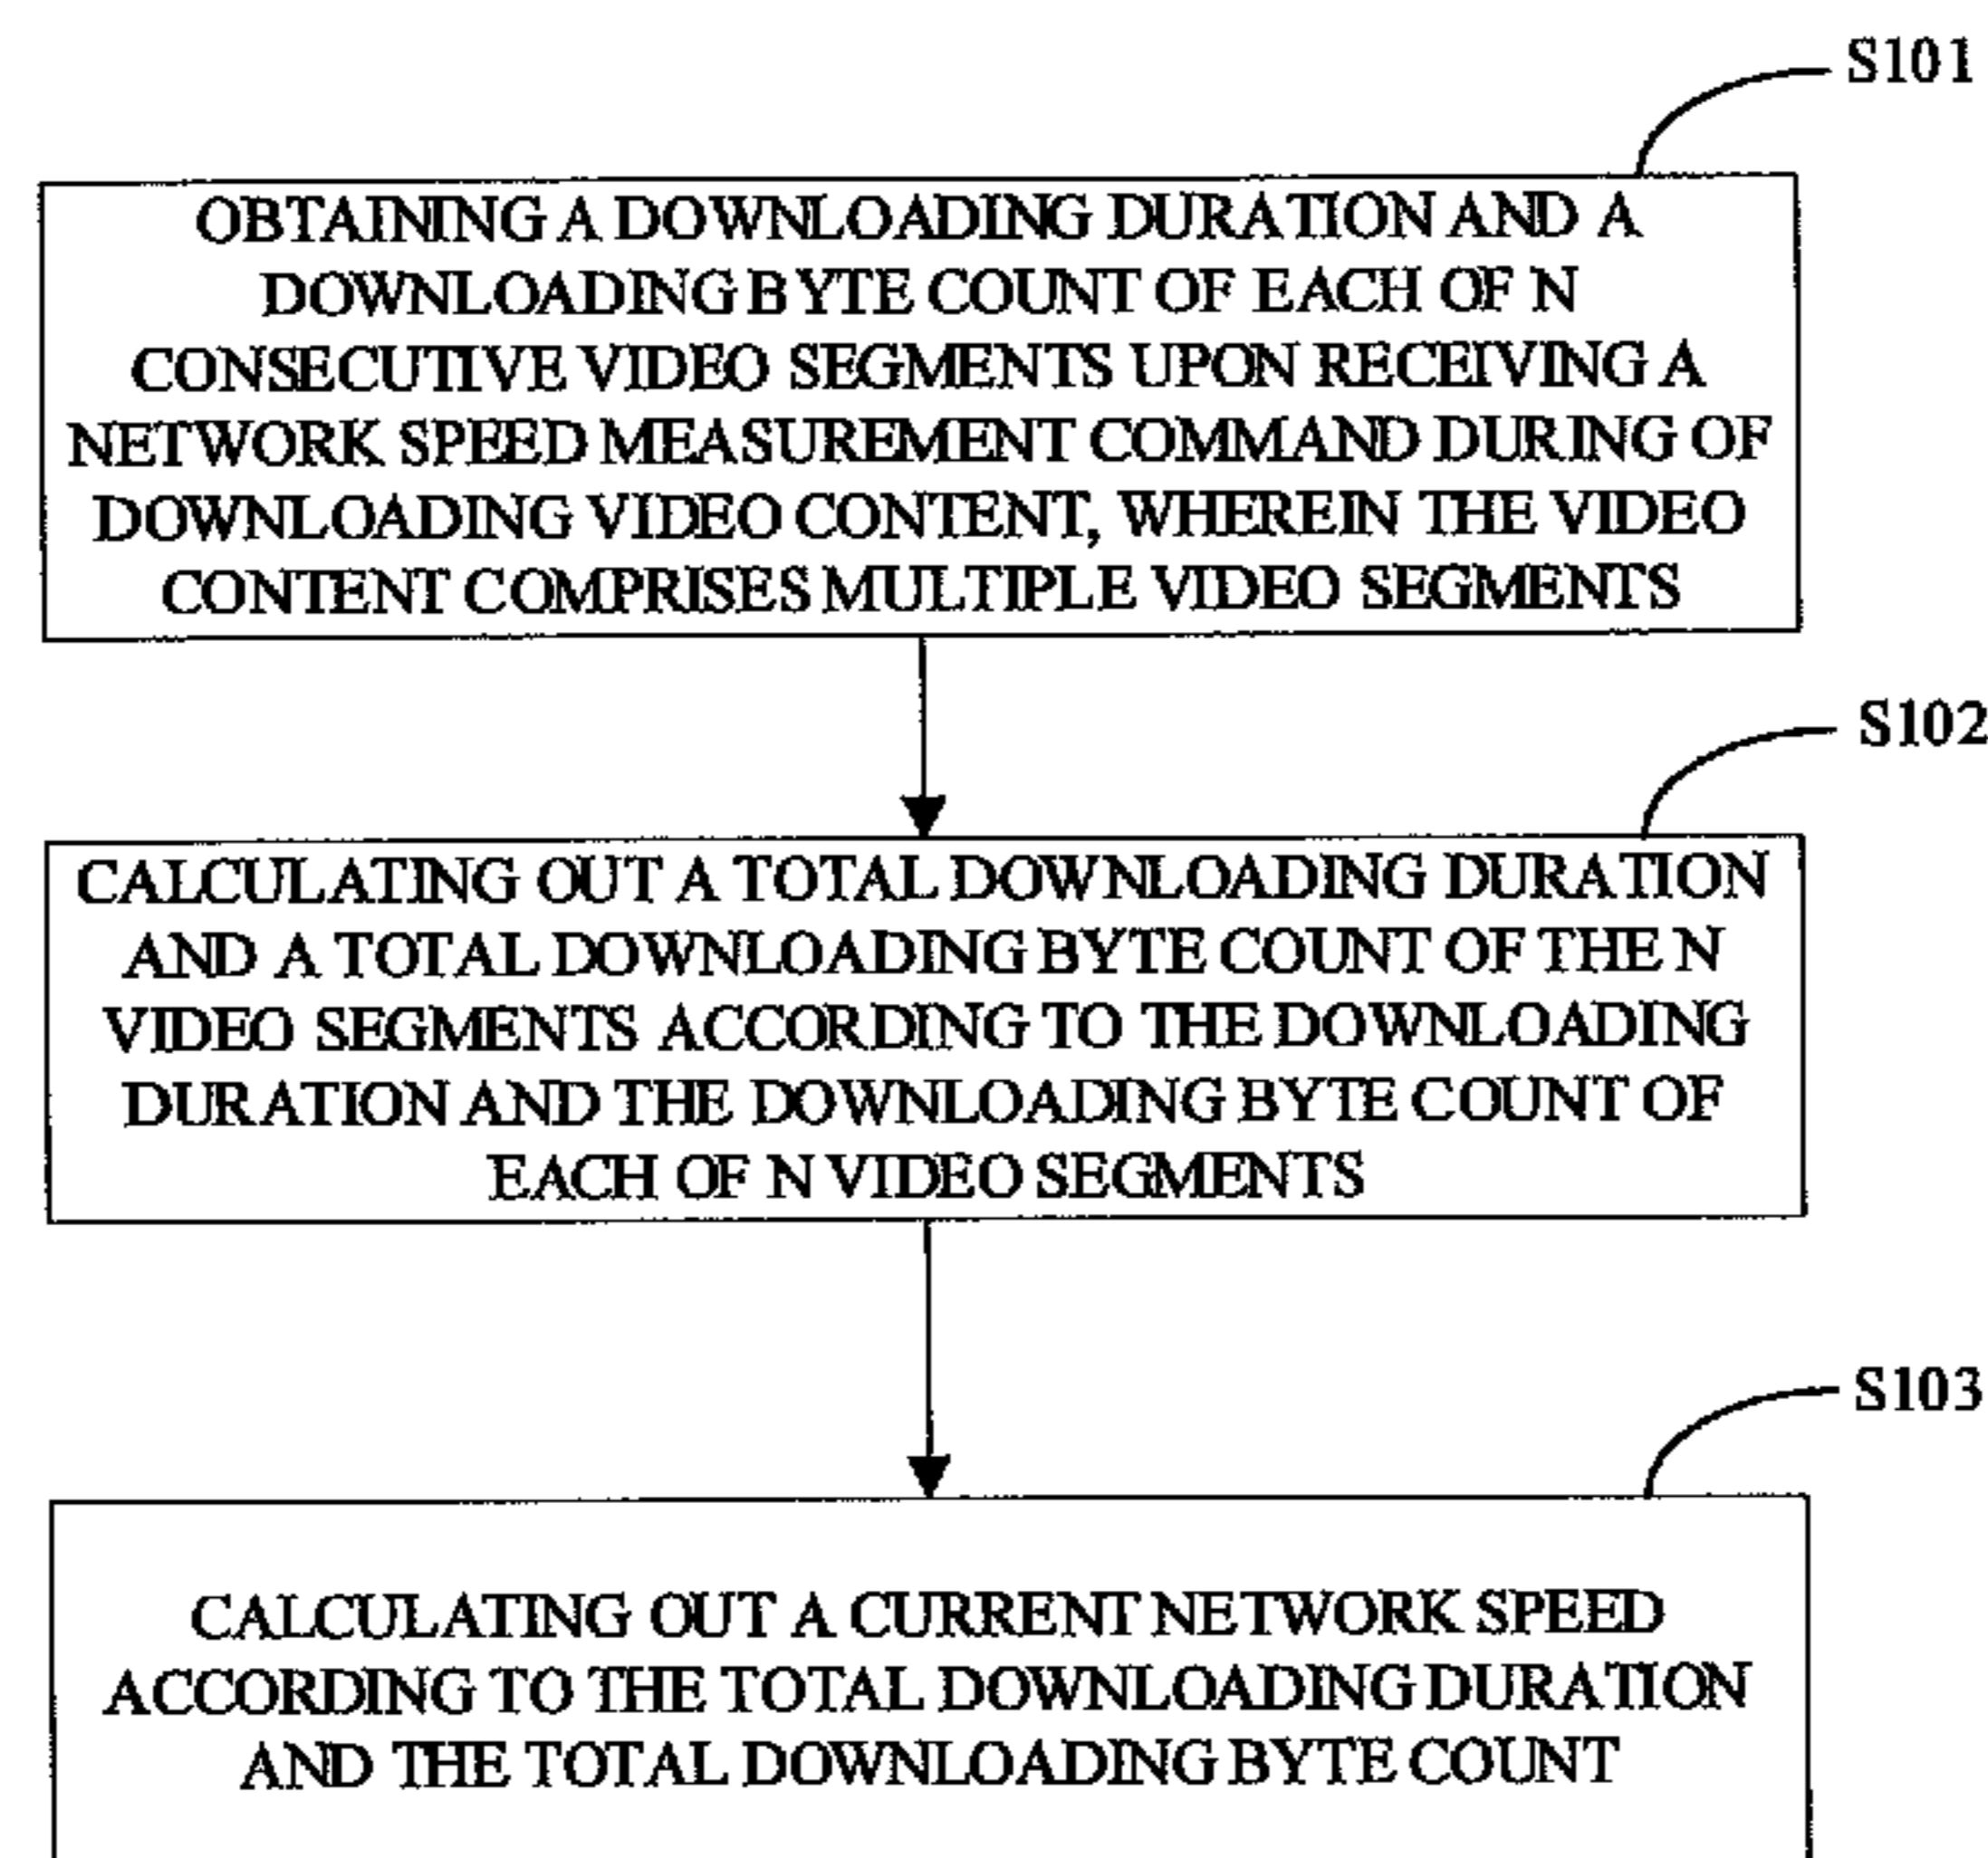 S101
OBTAINING A DOWNLOADING DURATION AND A
DOWNLOADING BYTE COUNT OF EACH OF N
CONSECUTIVE VIDEO SEGMENTS UPON RECEIVING A
NETWORK SPEED MEASUREMENT COMMAND DURING OF
DOWNLOADING VIDEO CONTENT, WHEREIN THE VIDEO
CONTENT COMPRISES MULTIPLE VIDEO SEGMENTS
S102
CALCULATING OUT A TOTAL DOWNLOADING DURATION
AND A TOTAL DOWNLOADING BYTE COUNT OF THE N
VIDEO SEGMENTS ACCORDING TO THE DOWNLOADING
DURATION AND THE DOWNLOADING BYTE COUNT OF
EACH OF N VIDEO SEGMENTS
S103
CALCULATING OUT A CURRENT NETWORK SPEED
ACCORDING TO THE TOTAL DOWNLOADING DURATION
AND THE TOTAL DOWNLOADING BYTE COUNT